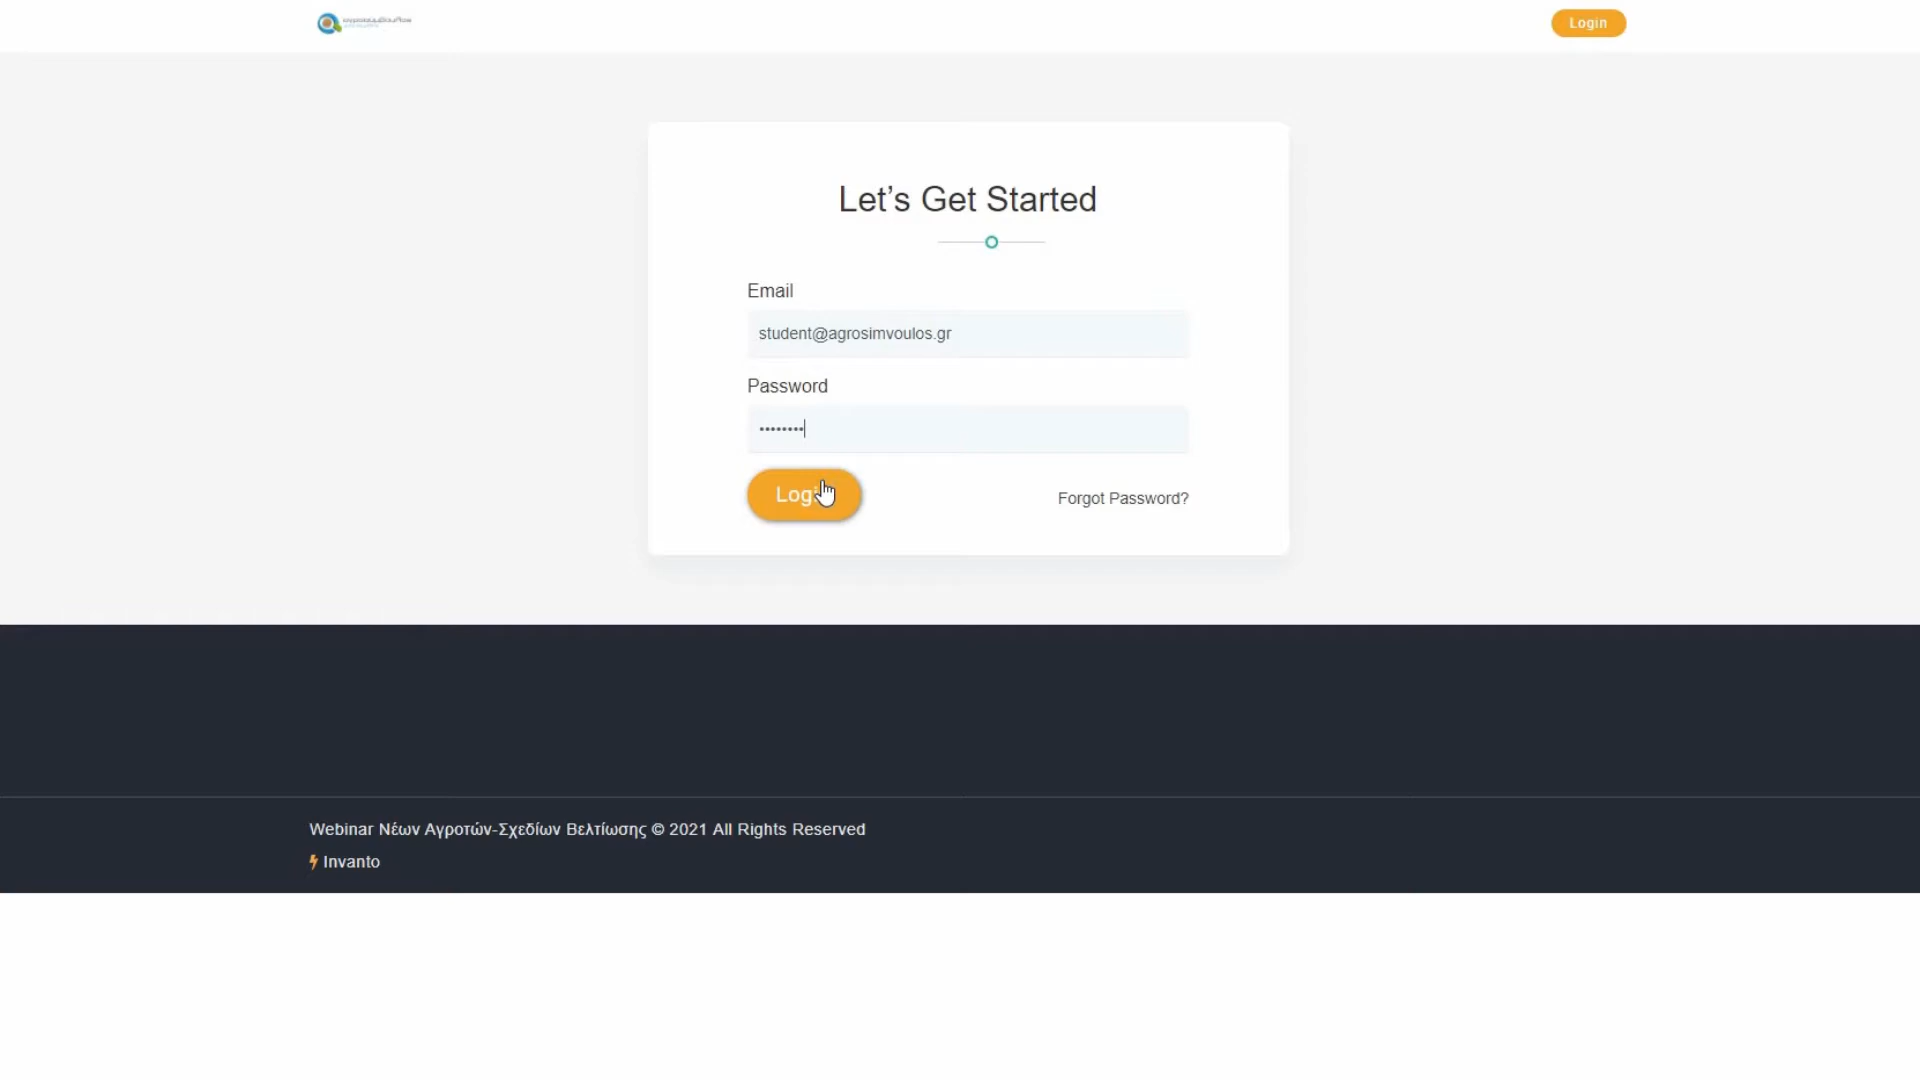 Login
Let’s Get Started
Email
student@agrosimvoulos.gr
Password
••••••••
Forgot Password?
Webinar Νέων Αγροτών-Σχεδίων Βελτίωσης © 2021 All Rights Reserved
Invanto